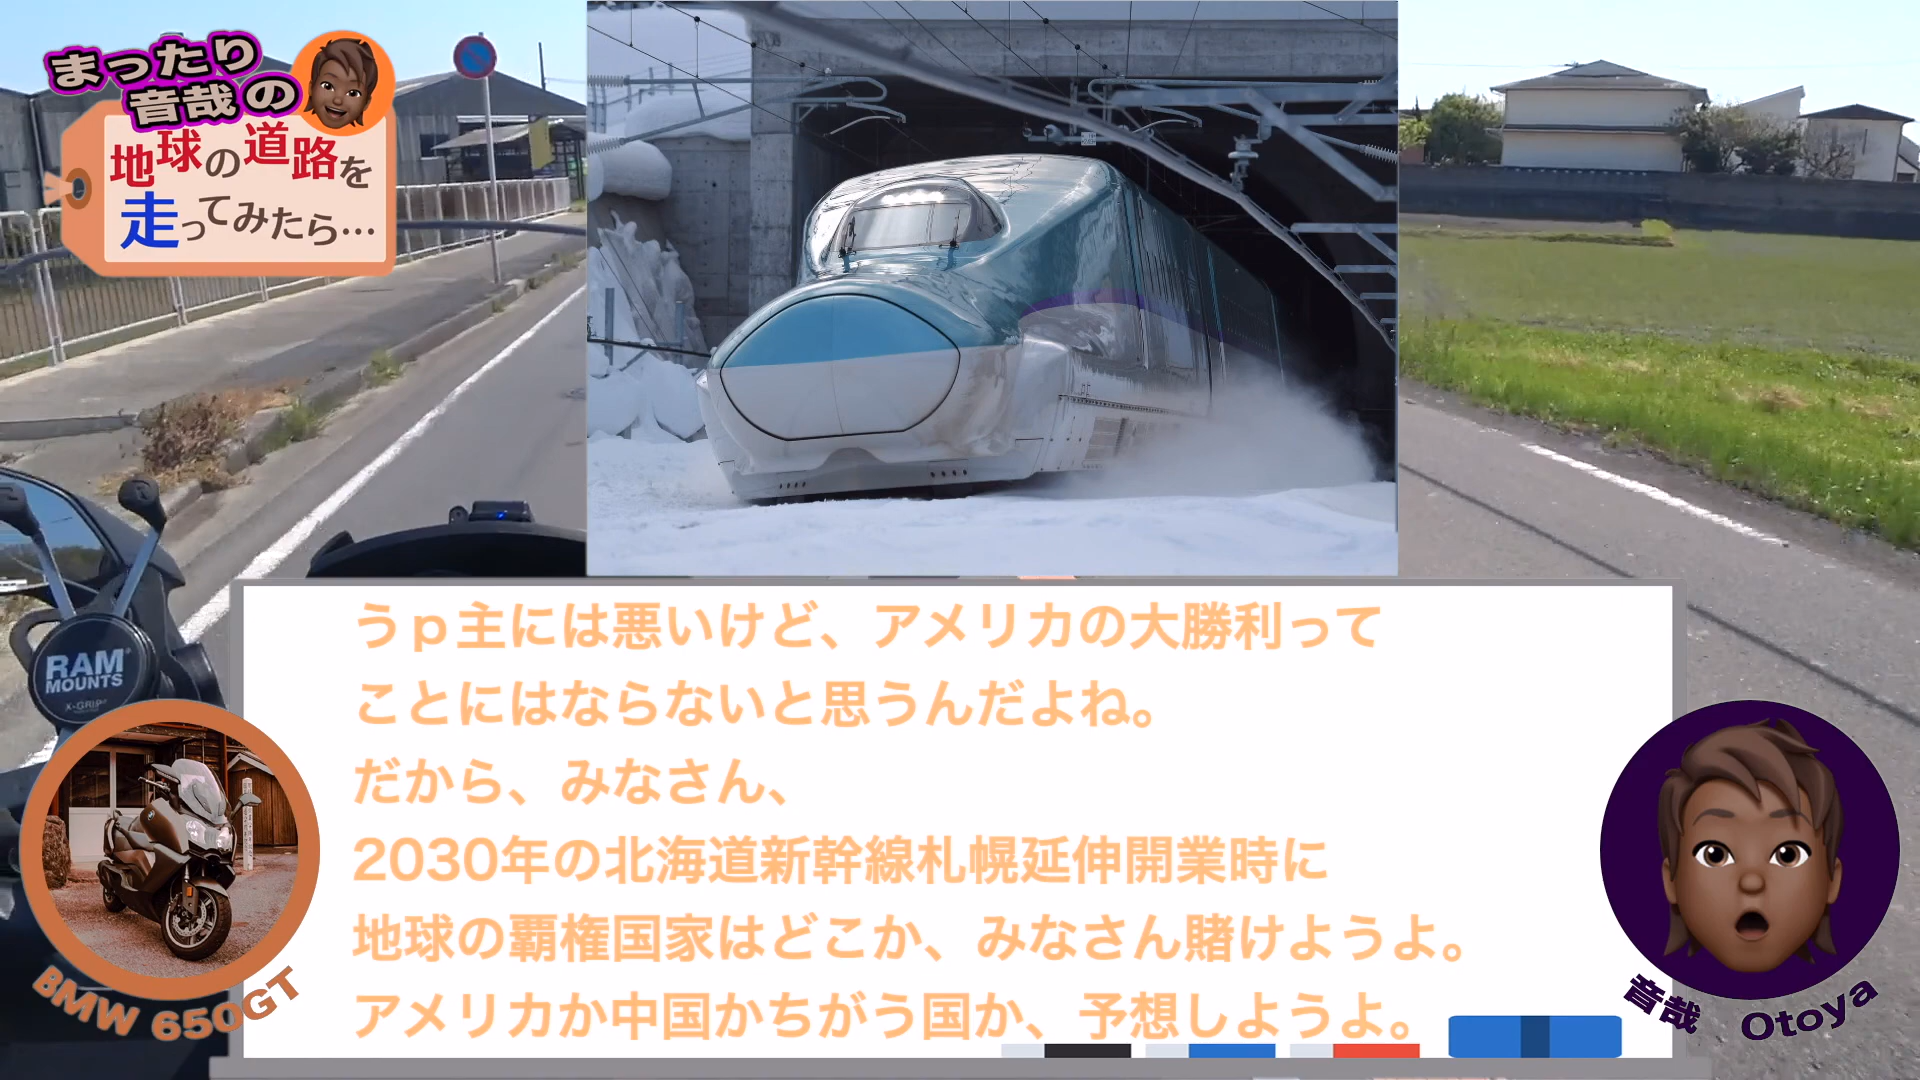 まったり
音哉の
地球の道路を
走ってみたら…
RAM
MOUNTS
X-GRIP
うｐ主には悪いけど、アメリカの大勝利って
ことにはならないと思うんだよね。
だから、みなさん、
2030年の北海道新幹線札幌延伸開業時に
地球の覇権国家はどこか、みなさん賭けようよ。
アメリカか中国かちがう国か、予想しようよ。
BMW 650GT
音哉 Otoya